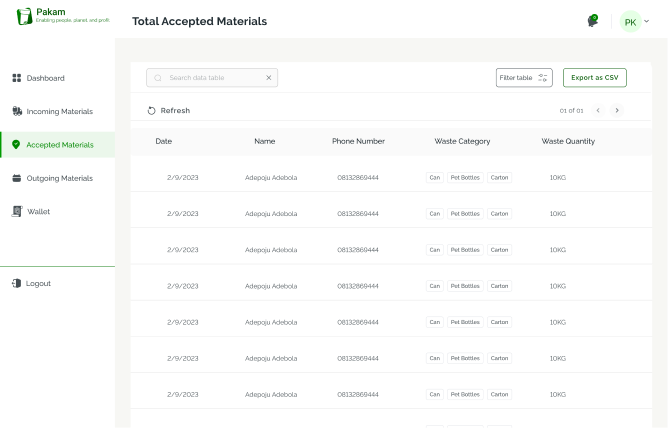 Pakam
Enabling people, planet, and profit
Total Accepted Materials
PK
Dashboard
Incoming Materials
Accepted Materials
Outgoing Materials
Wallet
Logout
Search data table
Filter table
Export as CSV
Refresh
01 of 01
Date Name Phone Number Waste Category Waste Quantity
2/9/2023 Adepoju Adebola 08132869444 Can Pet Bottles Carton 10KG
2/9/2023 Adepoju Adebola 08132869444 Can Pet Bottles Carton 10KG
2/9/2023 Adepoju Adebola 08132869444 Can Pet Bottles Carton 10KG
2/9/2023 Adepoju Adebola 08132869444 Can Pet Bottles Carton 10KG
2/9/2023 Adepoju Adebola 08132869444 Can Pet Bottles Carton 10KG
2/9/2023 Adepoju Adebola 08132869444 Can Pet Bottles Carton 10KG
2/9/2023 Adepoju Adebola 08132869444 Can Pet Bottles Carton 10KG